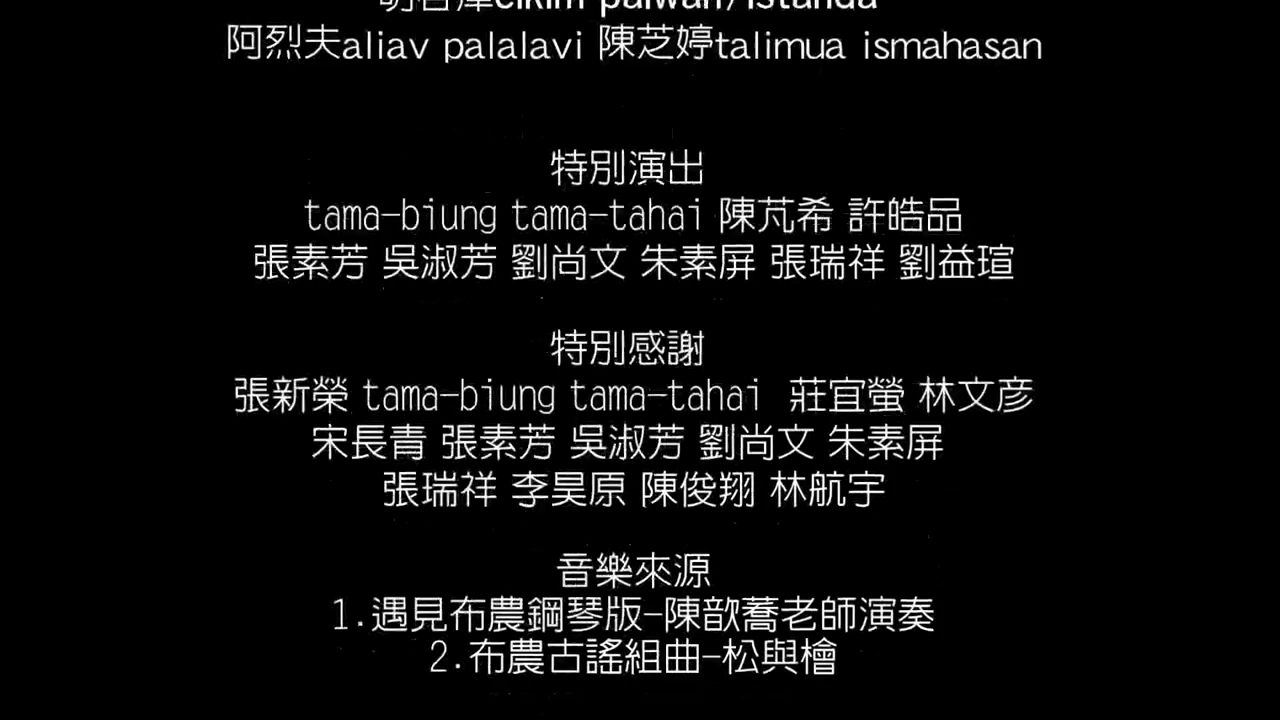 cikim paiwan/istanda
阿烈夫aliav palalavi 陳芝婷talimua ismahasan
特別演出
tama-biung tama-tahai 陳芃希 許皓品
張素芳 吳淑芳 劉尚文 朱素屏 張瑞祥 劉益瑄
特別感謝
張新榮 tama-biung tama-tahai 莊宜螢 林文彥
宋長青 張素芳 吳淑芳 劉尚文 朱素屏
張瑞祥 李昊原 陳俊翔 林航宇
音樂來源
1.遇見布農鋼琴版-陳歆蕎老師演奏
2.布農古謠組曲-松與檜